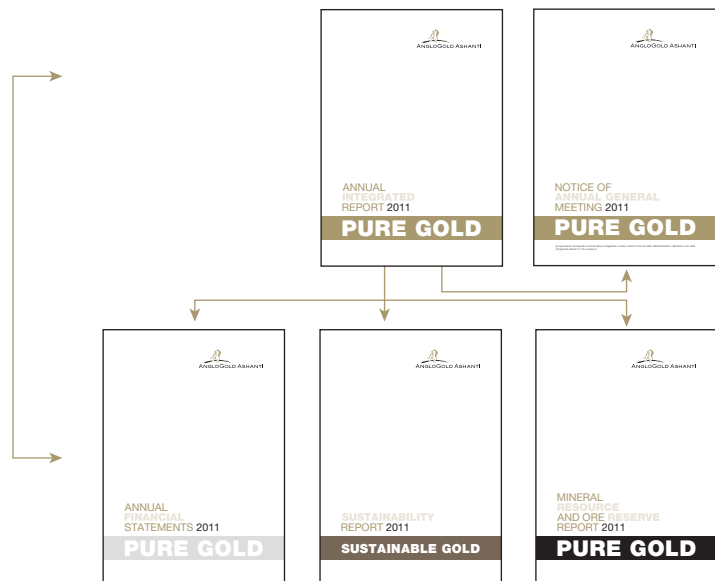 ANGLOGOLD ASHANTI
ANNUAL
INTEGRATED
REPORT 2011
PURE GOLD
ANGLOGOLD ASHANTI
NOTICE OF
ANNUAL GENERAL
MEETING 2011
PURE GOLD
ANGLOGOLD ASHANTI
ANNUAL
FINANCIAL
STATEMENTS 2011
PURE GOLD
ANGLOGOLD ASHANTI
SUSTAINABILITY
REPORT 2011
SUSTAINABLE GOLD
ANGLOGOLD ASHANTI
MINERAL
RESOURCE
AND ORE RESERVE
REPORT 2011
PURE GOLD